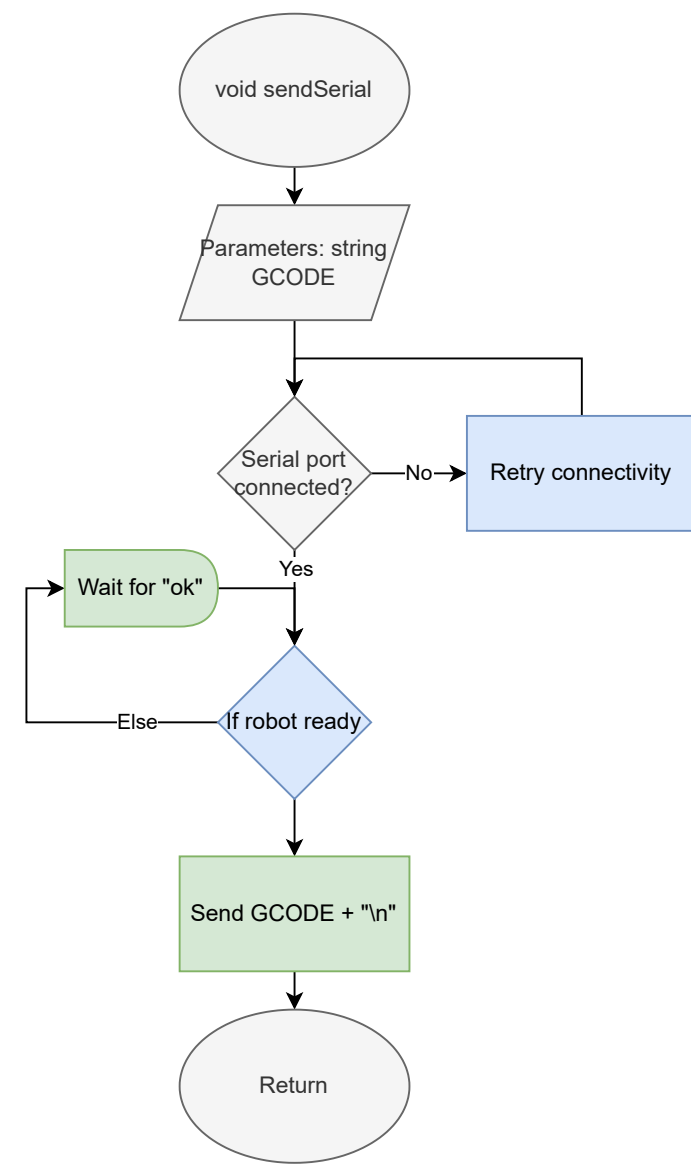 void sendSerial
Parameters: string
GCODE
Serial port
connected?
No
Retry connectivity
Yes
Wait for "ok"
If robot ready
Else
Send GCODE + "\n"
Return